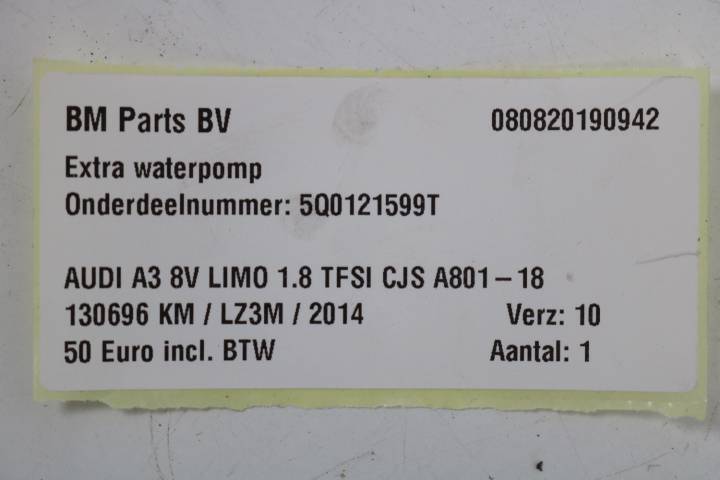 BM Parts BV 080820190942
Extra waterpomp
Onderdeelnummer: 5Q0121599T
AUDI A3 8V LIMO 1.8 TFSI CJS A801-18
130696 KM / LZ3M / 2014 Verz: 10
50 Euro incl. BTW Aantal: 1